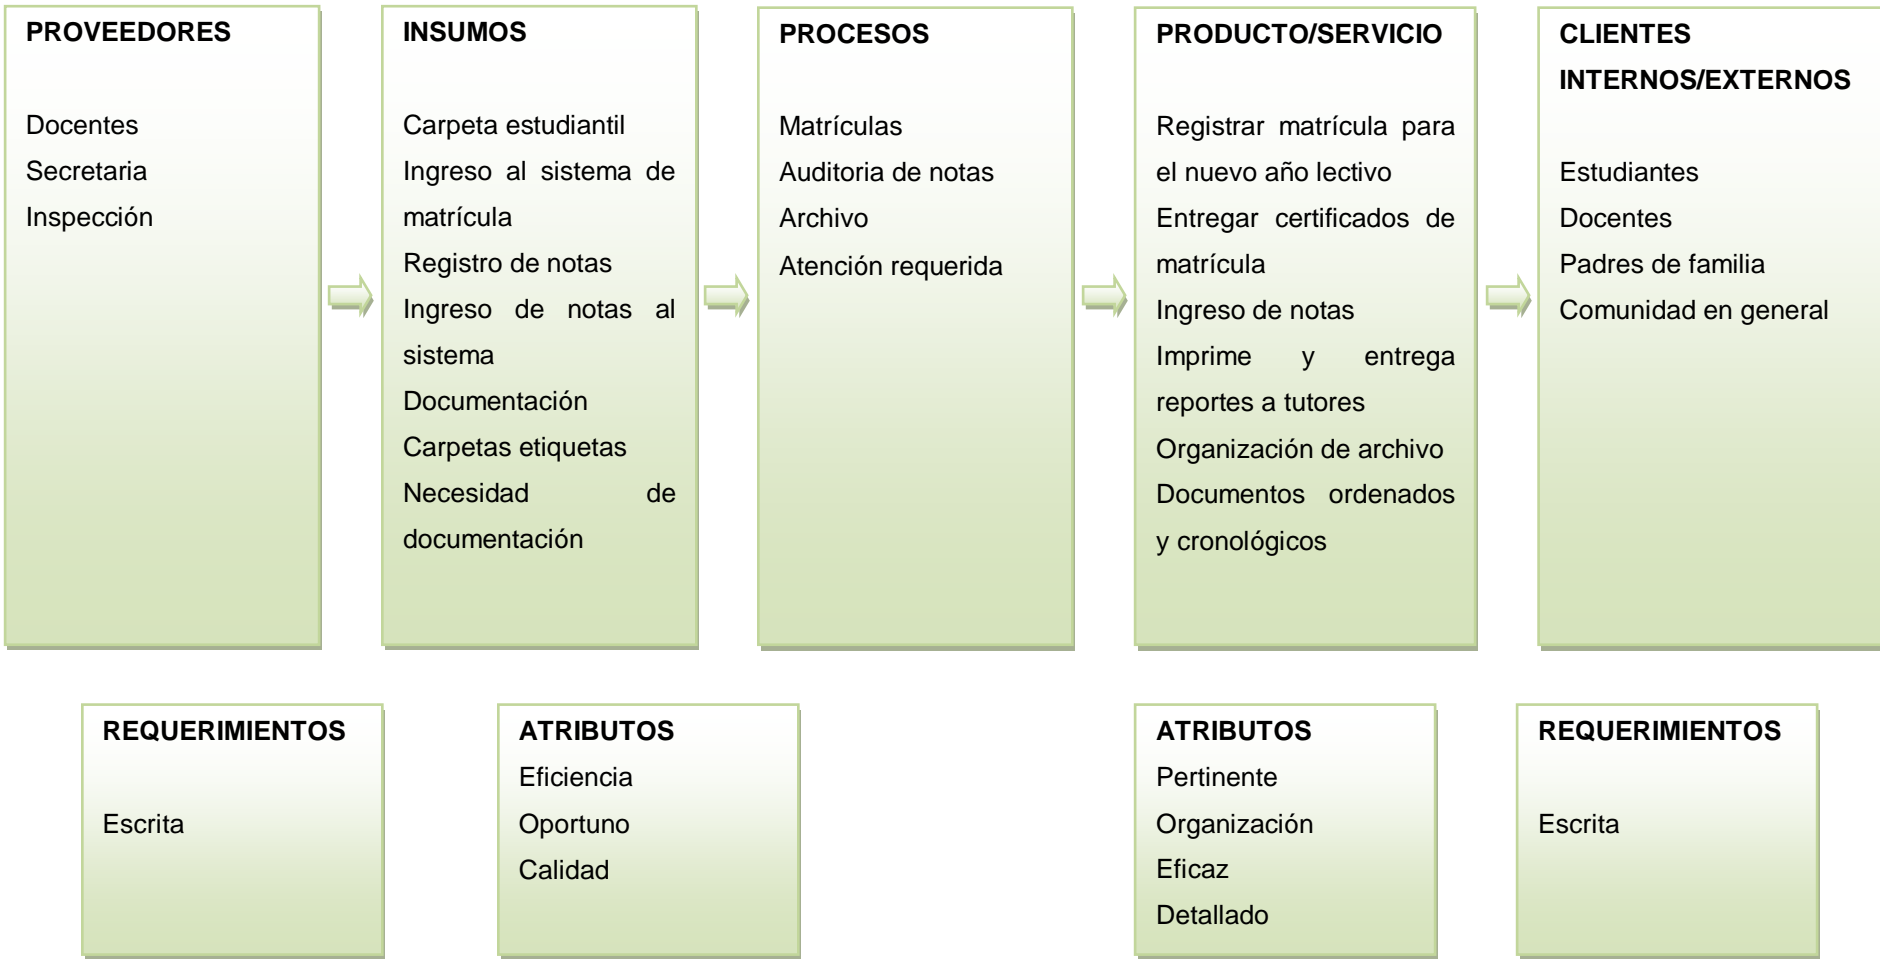 PROVEEDORES
Docentes
Secretaria
Inspección
INSUMOS
Carpeta estudiantil
Ingreso al sistema de
matrícula
Registro de notas
Ingreso de notas al
sistema
Documentación
Carpetas etiquetas
Necesidad de
documentación
PROCESOS
Matrículas
Auditoria de notas
Archivo
Atención requerida
PRODUCTO/SERVICIO
Registrar matrícula para
el nuevo año lectivo
Entregar certificados de
matrícula
Ingreso de notas
Imprime y entrega
reportes a tutores
Organización de archivo
Documentos ordenados
y cronológicos
CLIENTES
INTERNOS/EXTERNOS
Estudiantes
Docentes
Padres de familia
Comunidad en general
REQUERIMIENTOS
Escrita
ATRIBUTOS
Eficiencia
Oportuno
Calidad
ATRIBUTOS
Pertinente
Organización
Eficaz
Detallado
REQUERIMIENTOS
Escrita